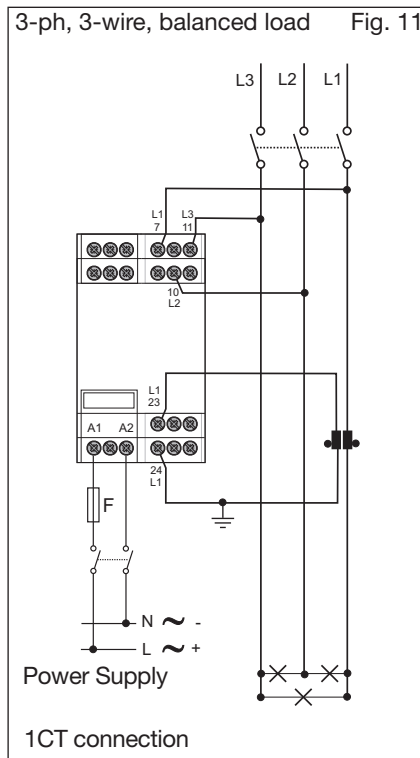 3-ph, 3-wire, balanced load Fig. 11
L3 L2 L1
L1 L3
7 11
10
L2
L1
23
A1 A2
24
L1
F
N ~ -
L ~ +
Power Supply
1CT connection